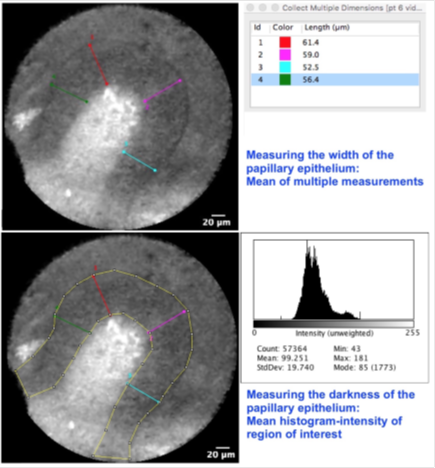 Collect Multiple Dimensions [pt 6 vid...
Id Color Length (µm)
1 61.4
2 59.0
3 52.5
4 56.4
20 µm
Measuring the width of the
papillary epithelium:
Mean of multiple measurements
20 µm
0 255
Intensity (unweighted)
Count: 57364 Min: 43
Mean: 99.251 Max: 181
StdDev: 19.740 Mode: 85 (1773)
Measuring the darkness of the
papillary epithelium:
Mean histogram-intensity of
region of interest